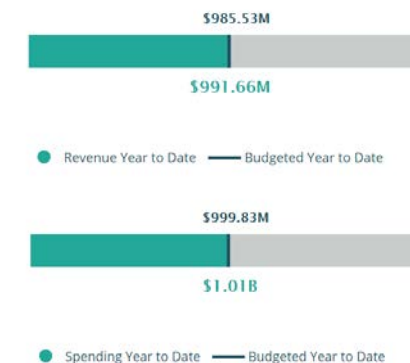 $985.53M
$991.66M
Revenue Year to Date Budgeted Year to Date
$999.83M
$1.01B
Spending Year to Date Budgeted Year to Date